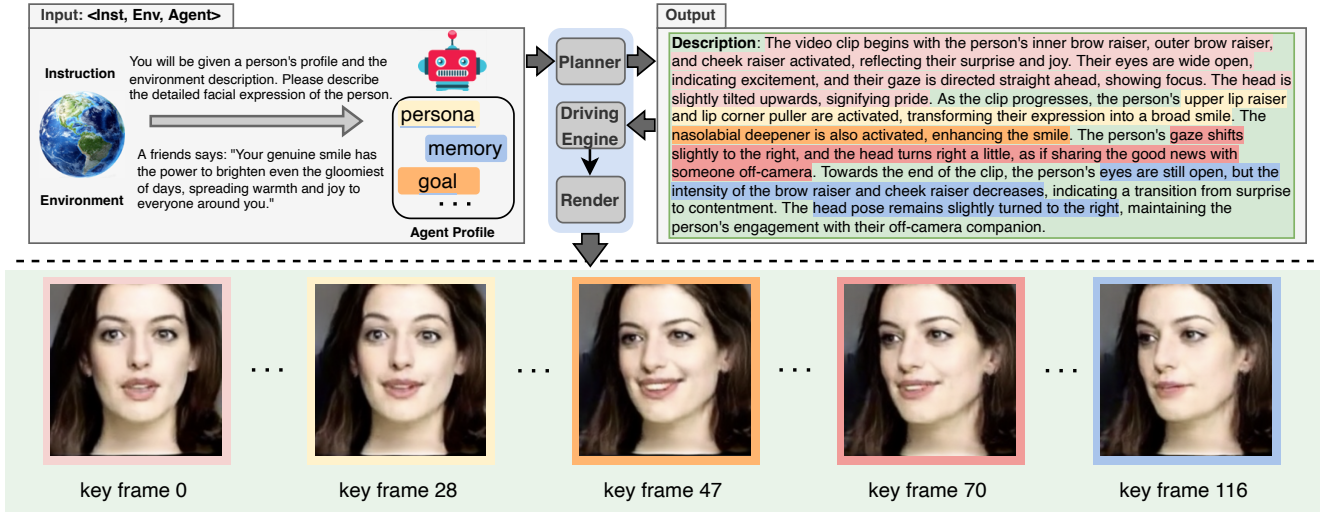 Input: <Inst, Env, Agent>
Instruction
You will be given a person's profile and the
environment description. Please describe
the detailed facial expression of the person.
A friends says: "Your genuine smile has
the power to brighten even the gloomiest
of days, spreading warmth and joy to
everyone around you."
Environment
persona
memory
goal
. . .
Agent Profile
Planner
Driving
Engine
Render
Output
Description: The video clip begins with the person's inner brow raiser, outer brow raiser,
and cheek raiser activated, reflecting their surprise and joy. Their eyes are wide open,
indicating excitement, and their gaze is directed straight ahead, showing focus. The head is
slightly tilted upwards, signifying pride. As the clip progresses, the person's upper lip raiser
and lip corner puller are activated, transforming their expression into a broad smile. The
nasolabial deepener is also activated, enhancing the smile. The person's gaze shifts
slightly to the right, and the head turns right a little, as if sharing the good news with
someone off-camera. Towards the end of the clip, the person's eyes are still open, but the
intensity of the brow raiser and cheek raiser decreases, indicating a transition from surprise
to contentment. The head pose remains slightly turned to the right, maintaining the
person's engagement with their off-camera companion.
. . .
. . .
. . .
. . .
key frame 0
key frame 28
key frame 47
key frame 70
key frame 116